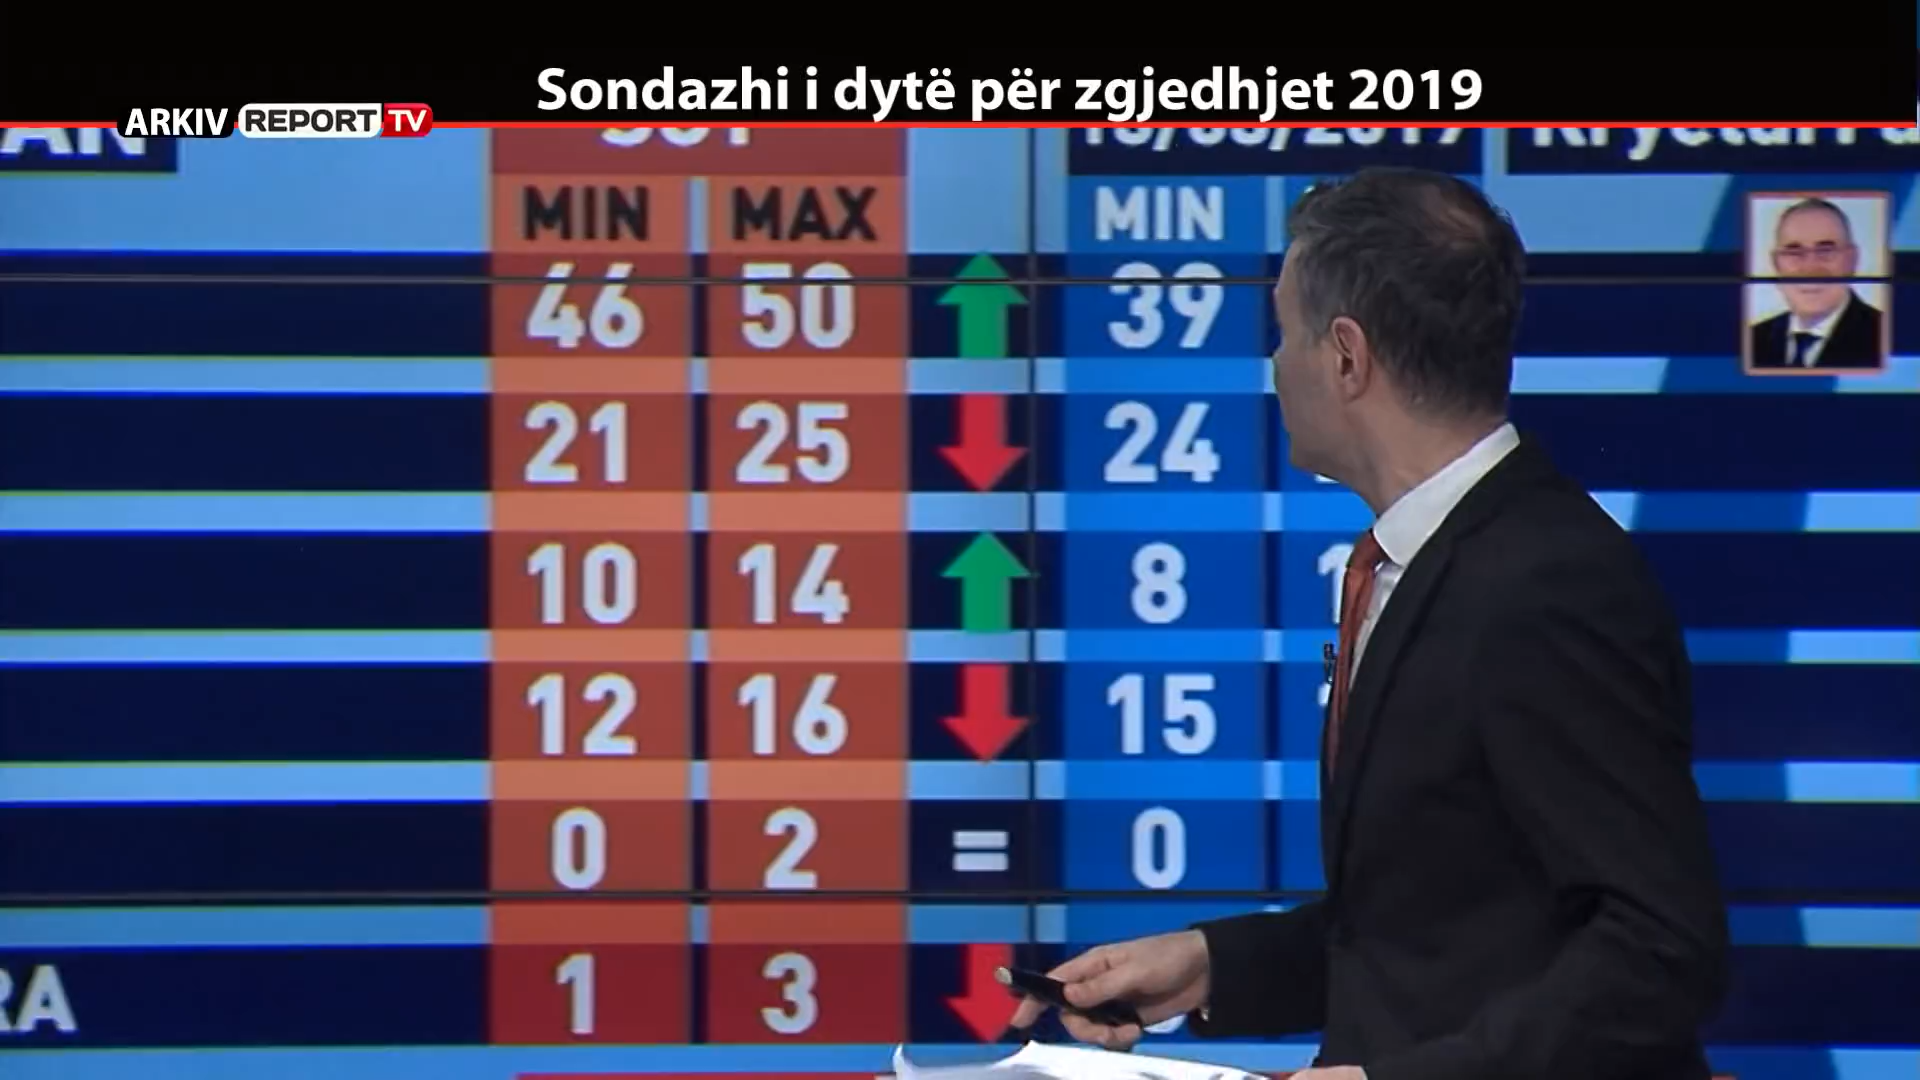 Sondazhi i dytë për zgjedhjet 2019
ARKIV REPORT TV
MIN MAX MIN
46 50 39
21 25 24
10 14 8
12 16 15
0 2 = 0
RA 1 3